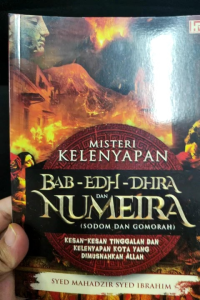 MISTERI
KELENYAPAN
BAB-EDH-DHRA
DAN
NUMEIRA
(SODOM DAN GOMORAH)
KESAN-KESAN TINGGALAN DAN
KELENYAPAN KOTA YANG
DIMUSNAHKAN ALLAH
SYED MAHADZIR SYED IBRAHIM